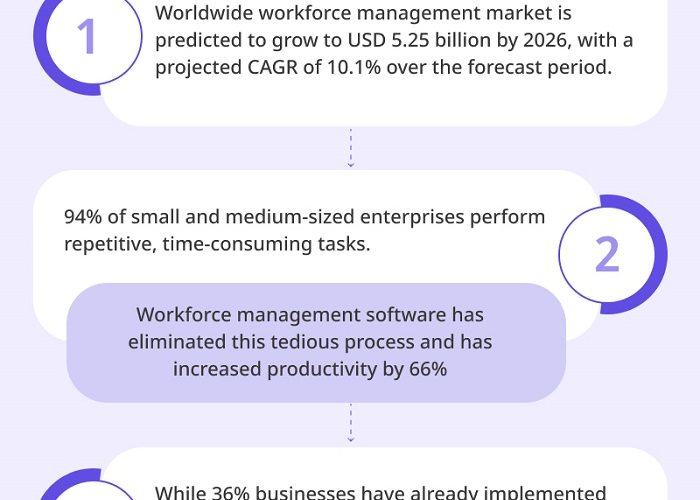 1
Worldwide workforce management market is
predicted to grow to USD 5.25 billion by 2026, with a
projected CAGR of 10.1% over the forecast period.
94% of small and medium-sized enterprises perform
repetitive, time-consuming tasks.
2
Workforce management software has
eliminated this tedious process and has
increased productivity by 66%
While 36% businesses have already implemented